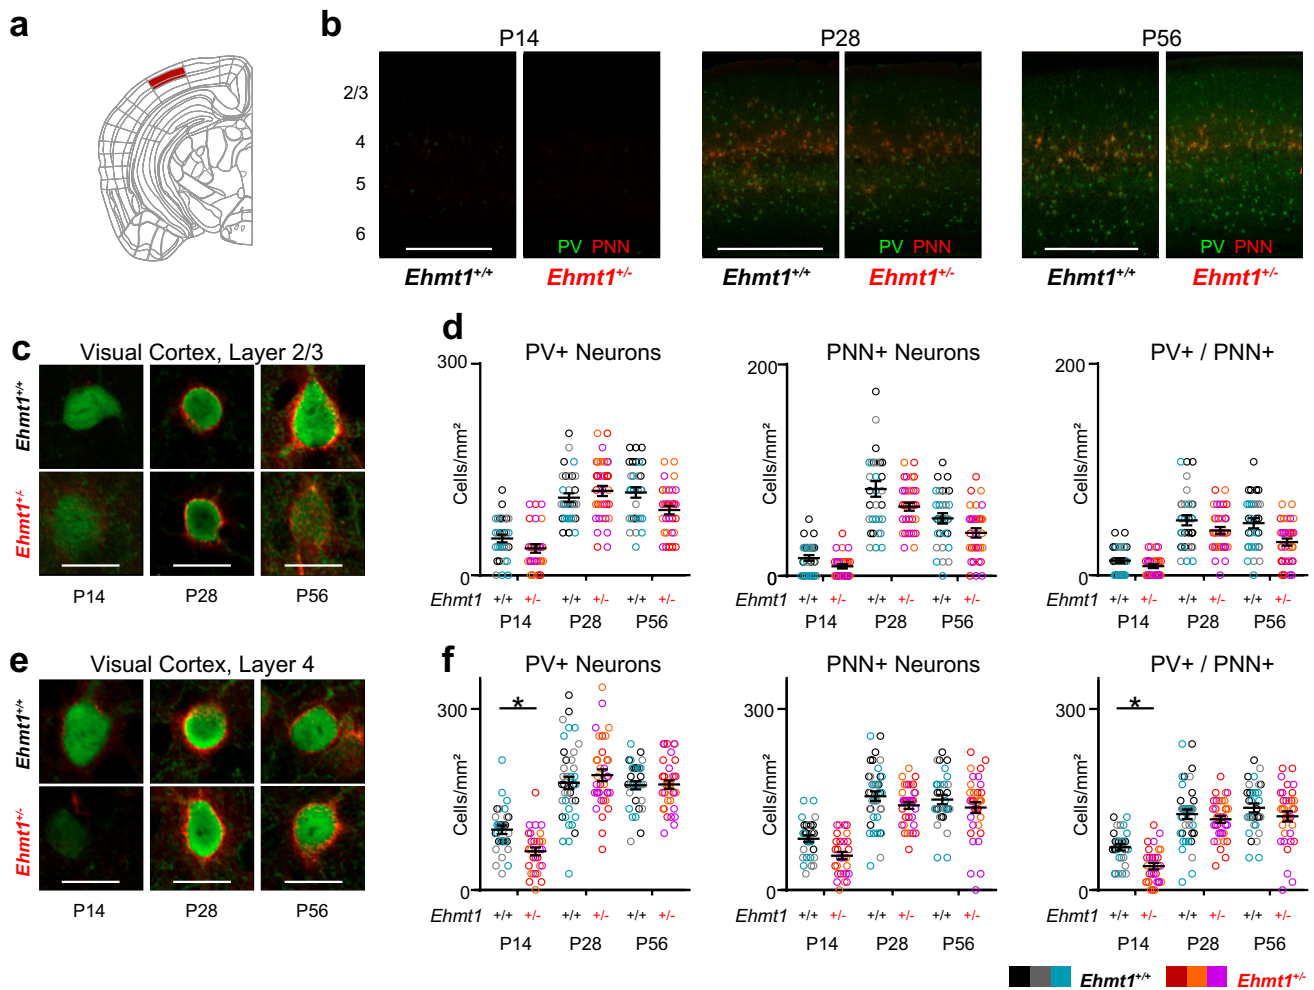 a
b
P14 P28 P56
2/3
4
5
6
PV PNN PV PNN PV PNN
Ehmt1+/+ Ehmt1+/- Ehmt1+/+ Ehmt1+/- Ehmt1+/+ Ehmt1+/-
c
Visual Cortex, Layer 2/3
Ehmt1+/+
Ehmt1+/-
P14 P28 P56
d
PV+ Neurons PNN+ Neurons PV+ / PNN+
300 200 200
Cells/mm² Cells/mm² Cells/mm²
0 0 0
Ehmt1 +/+ +/- +/+ +/- +/+ +/- Ehmt1 +/+ +/- +/+ +/- +/+ +/- Ehmt1 +/+ +/- +/+ +/- +/+ +/-
P14 P28 P56 P14 P28 P56 P14 P28 P56
e
Visual Cortex, Layer 4
Ehmt1+/+
Ehmt1+/-
P14 P28 P56
f
PV+ Neurons PNN+ Neurons PV+ / PNN+
* *
300 300 300
Cells/mm² Cells/mm² Cells/mm²
0 0 0
Ehmt1 +/+ +/- +/+ +/- +/+ +/- Ehmt1 +/+ +/- +/+ +/- +/+ +/- Ehmt1 +/+ +/- +/+ +/- +/+ +/-
P14 P28 P56 P14 P28 P56 P14 P28 P56
Ehmt1+/+ Ehmt1+/-